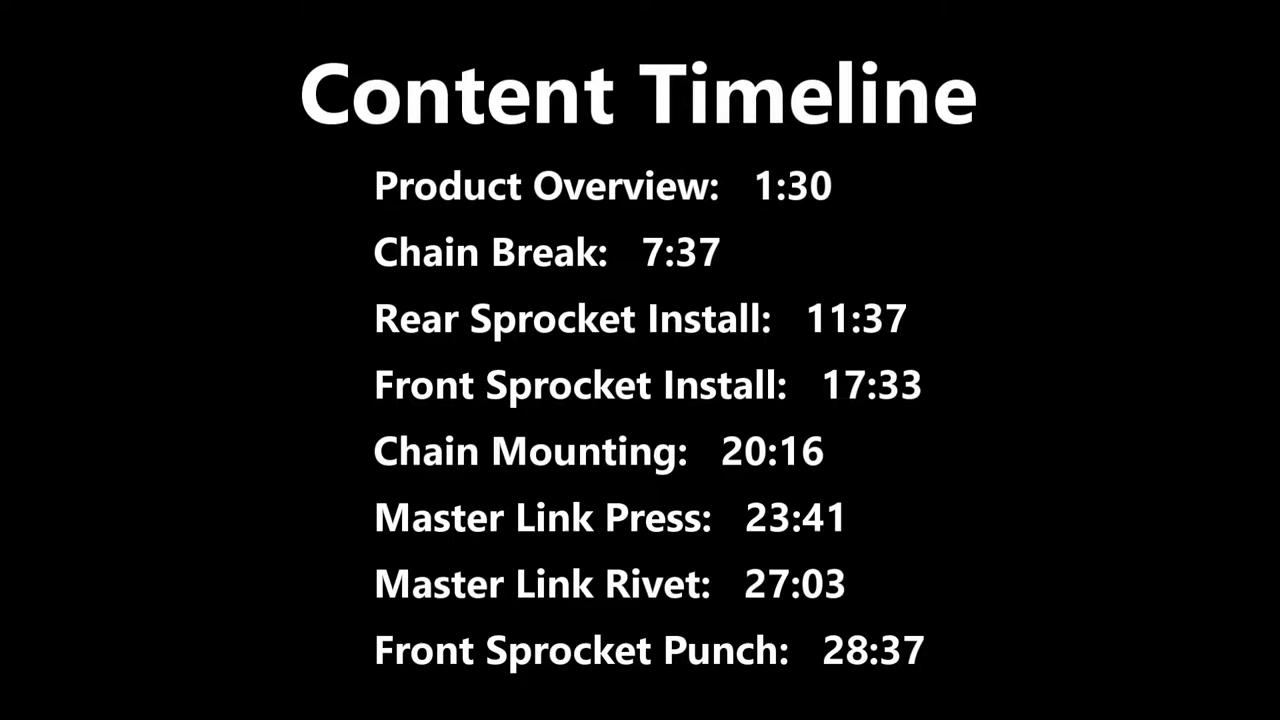 Content Timeline
Product Overview: 1:30
Chain Break: 7:37
Rear Sprocket Install: 11:37
Front Sprocket Install: 17:33
Chain Mounting: 20:16
Master Link Press: 23:41
Master Link Rivet: 27:03
Front Sprocket Punch: 28:37